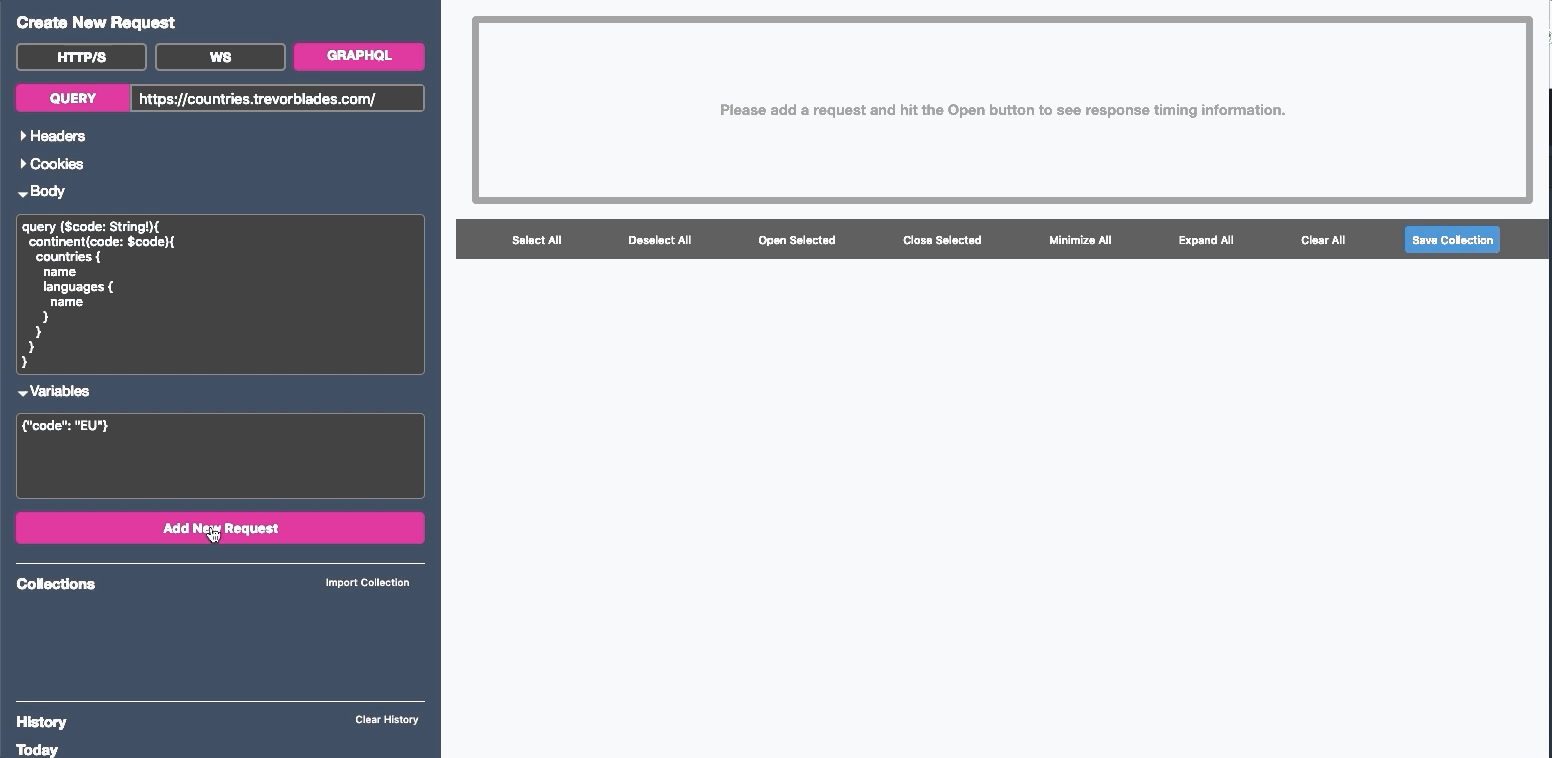 Create New Request
HTTP/S WS GRAPHQL
QUERY https://countries.trevorblades.com/
Headers
Cookies
Body
query ($code: String!){
continent(code: $code){
countries {
name
languages {
name
}
}
}
}
Variables
{"code": "EU"}
Add New Request
Collections Import Collection
History Clear History
Today
Please add a request and hit the Open button to see response timing information.
Select All Deselect All Open Selected Close Selected Minimize All Expand All Clear All Save Collection